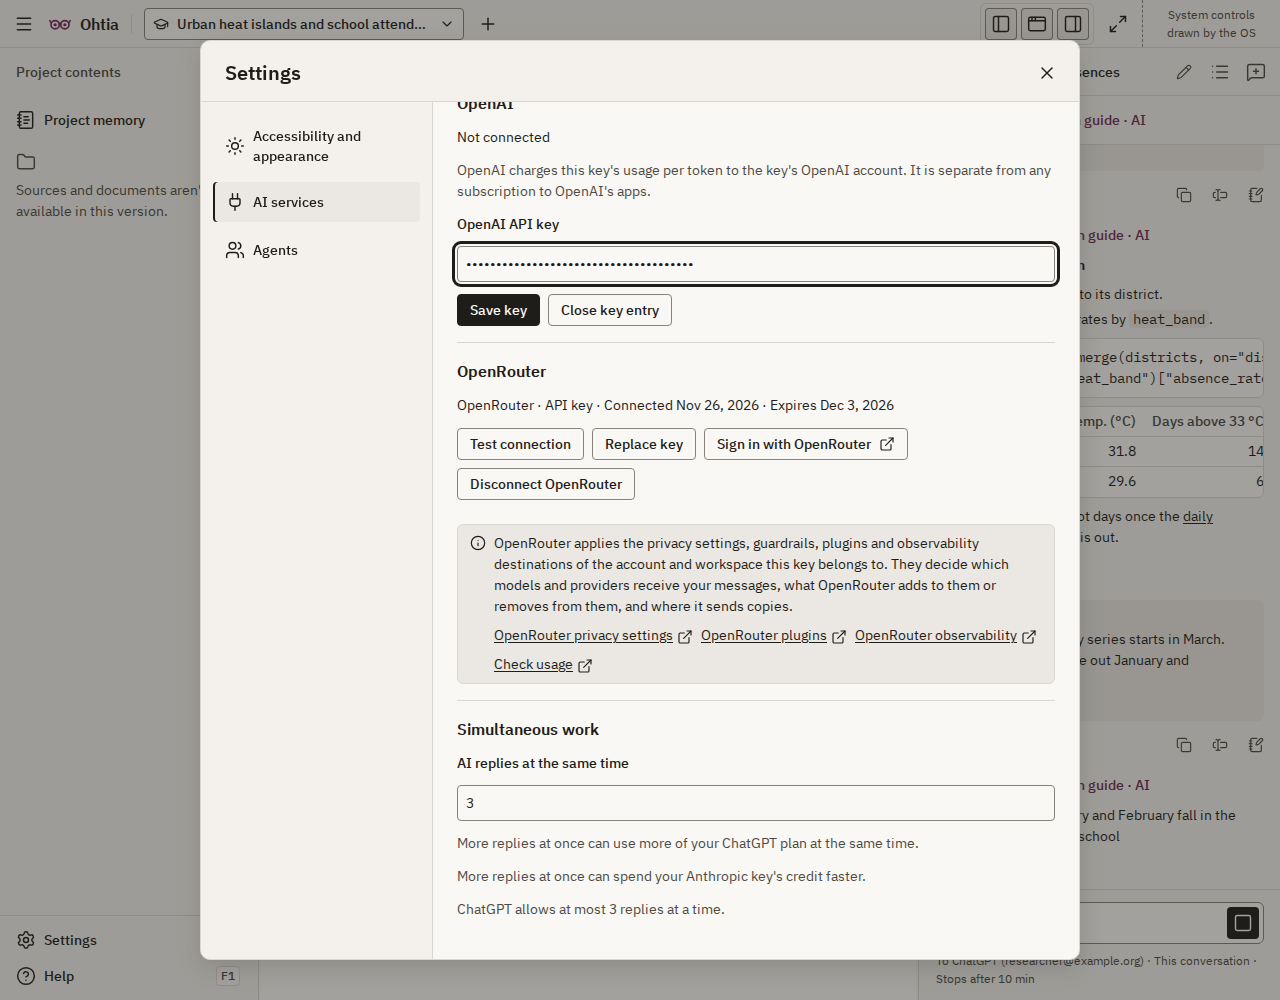 Ohtia
Urban heat islands and school attend...
System controls
drawn by the OS
Project contents
Project memory
Sources and documents aren'
available in this version.
Settings
Help
F1
Settings
Accessibility and
appearance
AI services
Agents
OpenAI
Not connected
OpenAI charges this key's usage per token to the key's OpenAI account. It is separate from any
subscription to OpenAI's apps.
OpenAI API key
••••••••••••••••••••••••••••••••••••••
Save key
Close key entry
OpenRouter
OpenRouter · API key · Connected Nov 26, 2026 · Expires Dec 3, 2026
Test connection
Replace key
Sign in with OpenRouter
Disconnect OpenRouter
OpenRouter applies the privacy settings, guardrails, plugins and observability
destinations of the account and workspace this key belongs to. They decide which
models and providers receive your messages, what OpenRouter adds to them or
removes from them, and where it sends copies.
OpenRouter privacy settings OpenRouter plugins OpenRouter observability
Check usage
Simultaneous work
AI replies at the same time
3
More replies at once can use more of your ChatGPT plan at the same time.
More replies at once can spend your Anthropic key's credit faster.
ChatGPT allows at most 3 replies at a time.
sences
guide · AI
guide · AI
to its district.
rates by heat_band.
merge(districts, on="dis
eat_band")["absence_rate
emp. (°C) Days above 33 °C
31.8 14
29.6 6
ot days once the daily
is out.
y series starts in March.
e out January and
guide · AI
ry and February fall in the
school
To ChatGPT (researcher@example.org) · This conversation ·
Stops after 10 min